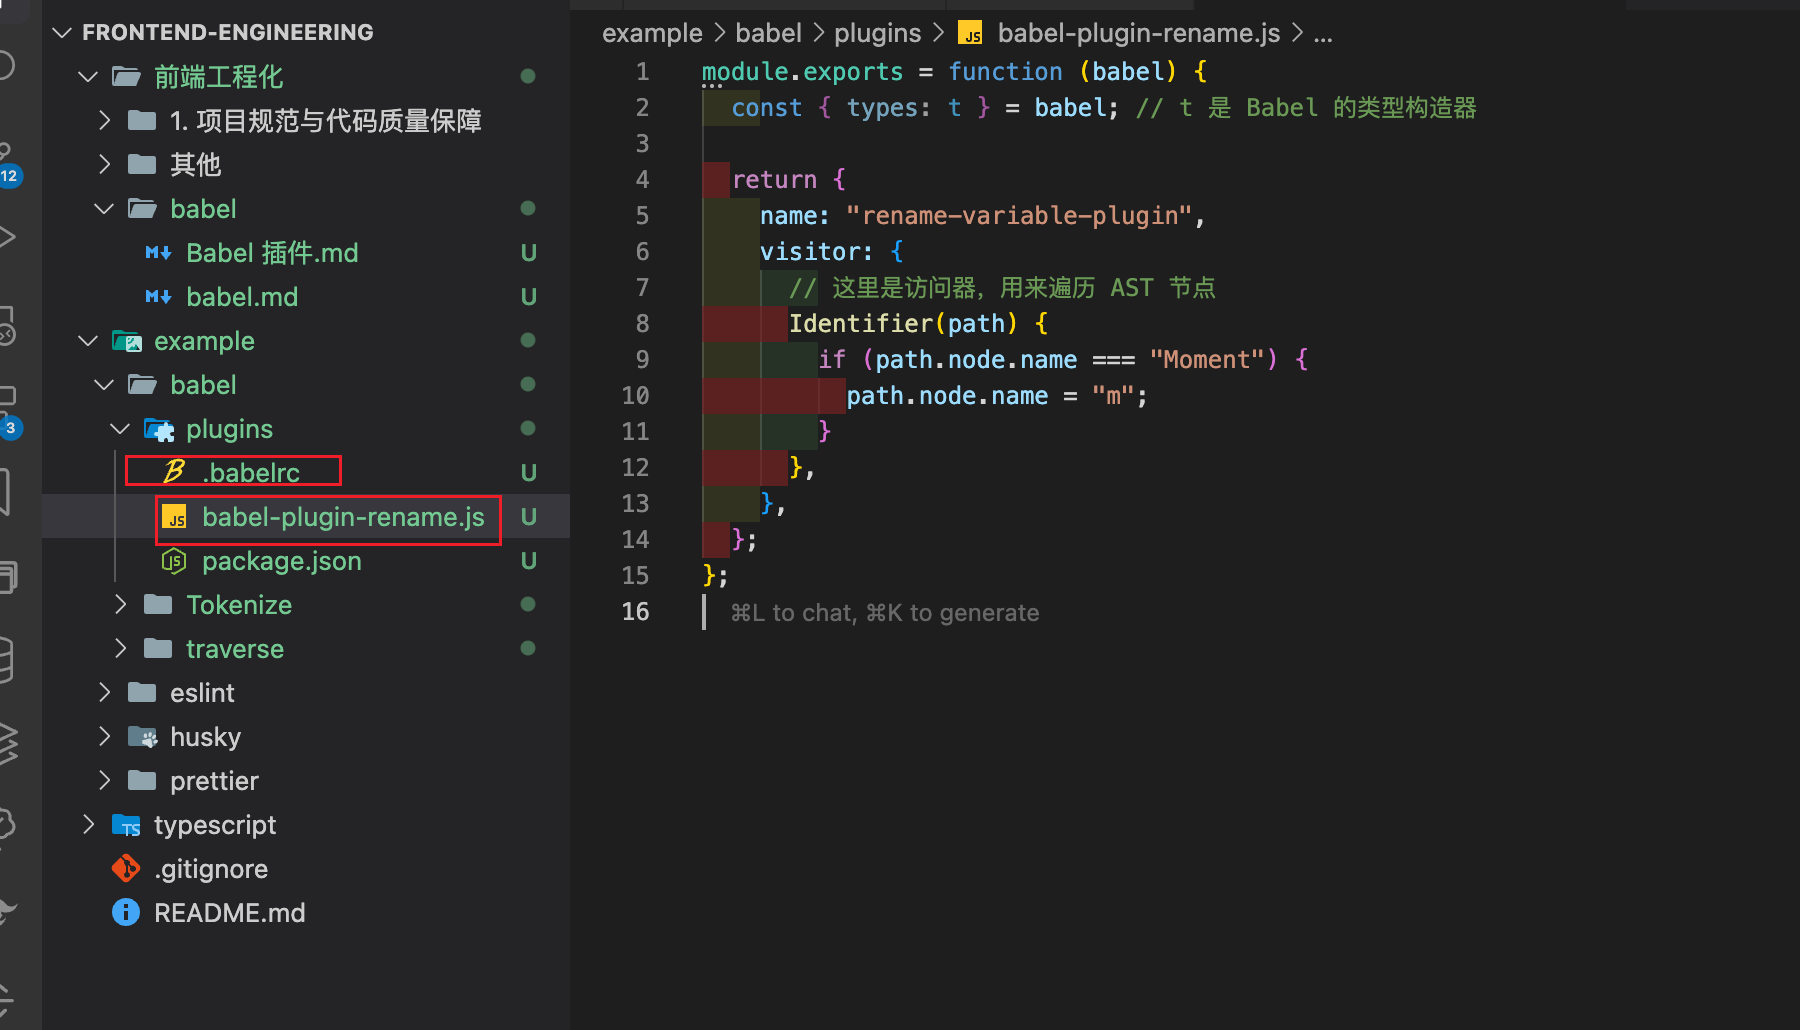 FRONTEND-ENGINEERING
前端工程化
1. 项目规范与代码质量保障
其他
babel
Babel 插件.md U
babel.md U
example
babel
plugins
.babelrc U
babel-plugin-rename.js U
package.json U
Tokenize
traverse
eslint
husky
prettier
typescript
.gitignore
README.md
12
3
example > babel > plugins > JS babel-plugin-rename.js > ...
1 module.exports = function (babel) {
2 const { types: t } = babel; // t 是 Babel 的类型构造器
3
4 return {
5 name: "rename-variable-plugin",
6 visitor: {
7 // 这里是访问器，用来遍历 AST 节点
8 Identifier(path) {
9 if (path.node.name === "Moment") {
10 path.node.name = "m";
11 }
12 },
13 },
14 };
15 };
16 ⌘L to chat, ⌘K to generate